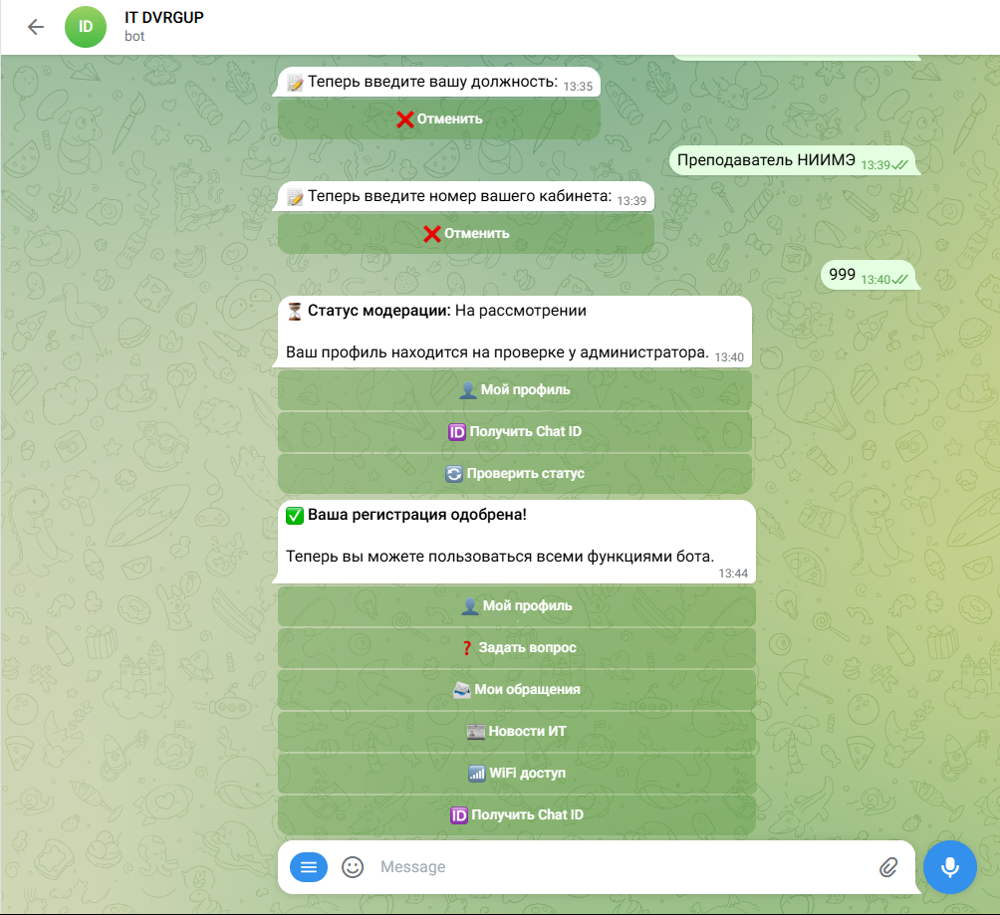 ID
IT DVRGUP
bot
Теперь введите вашу должность: 13:35
Отменить
Преподаватель НИИМЭ 13:39
Теперь введите номер вашего кабинета: 13:39
Отменить
999 13:40
Статус модерации: На рассмотрении
Ваш профиль находится на проверке у администратора. 13:40
Мой профиль
ID Получить Chat ID
Проверить статус
Ваша регистрация одобрена!
Теперь вы можете пользоваться всеми функциями бота.
13:44
Мой профиль
❓ Задать вопрос
Мои обращения
Новости ИТ
WiFi доступ
ID Получить Chat ID
Message